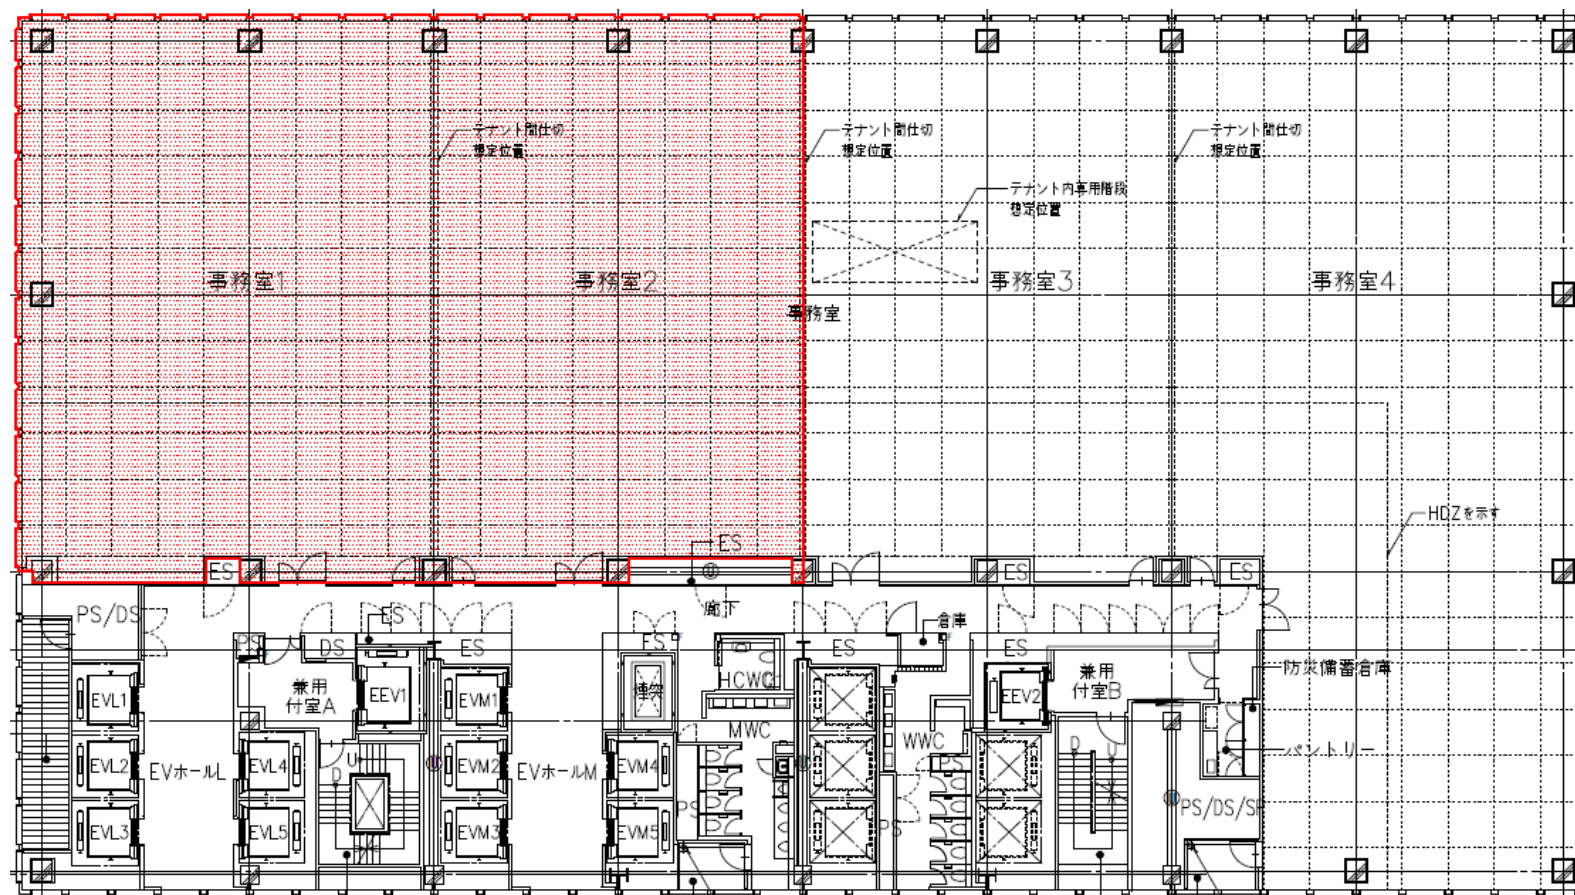 テナント間仕切
想定位置
テナント間仕切
想定位置
テナント間仕切
想定位置
テナント内専用階段
想定位置
事務室1
事務室2
事務室3
事務室4
事務室
HDZを示す
ES
ES
ES
ES
PS/DS
ES
廊下
倉庫
PS
DS
ES
ES
ES
ES
防災備蓄倉庫
兼用
付室A
EEV1
煙突
HCWC
EEV2
兼用
付室B
EVL1
EVM1
MWC
WWC
パントリー
U
D
D
U
EVL2
EVホールL
EVL4
EVM2
EVホールM
EVM4
PS
PS
PS
PS/DS/SP
EVL3
EVL5
EVM3
EVM5